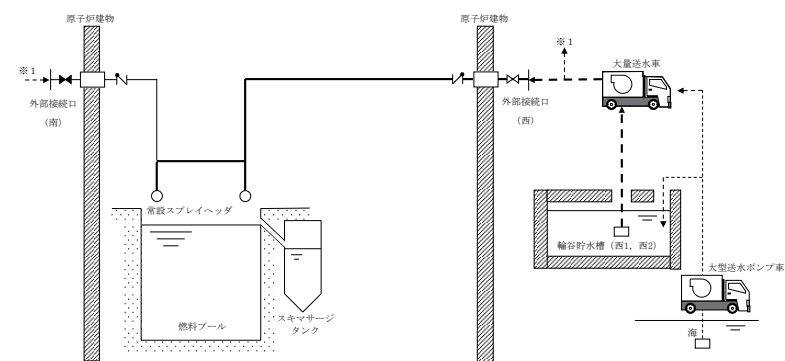 原子炉建物
原子炉建物
※1
※1
大量送水車
外部接続口
(南)
外部接続口
(西)
常設スプレイヘッダ
輪谷貯水槽（西1，西2）
大型送水ポンプ車
スキマサージ
タンク
燃料プール
海